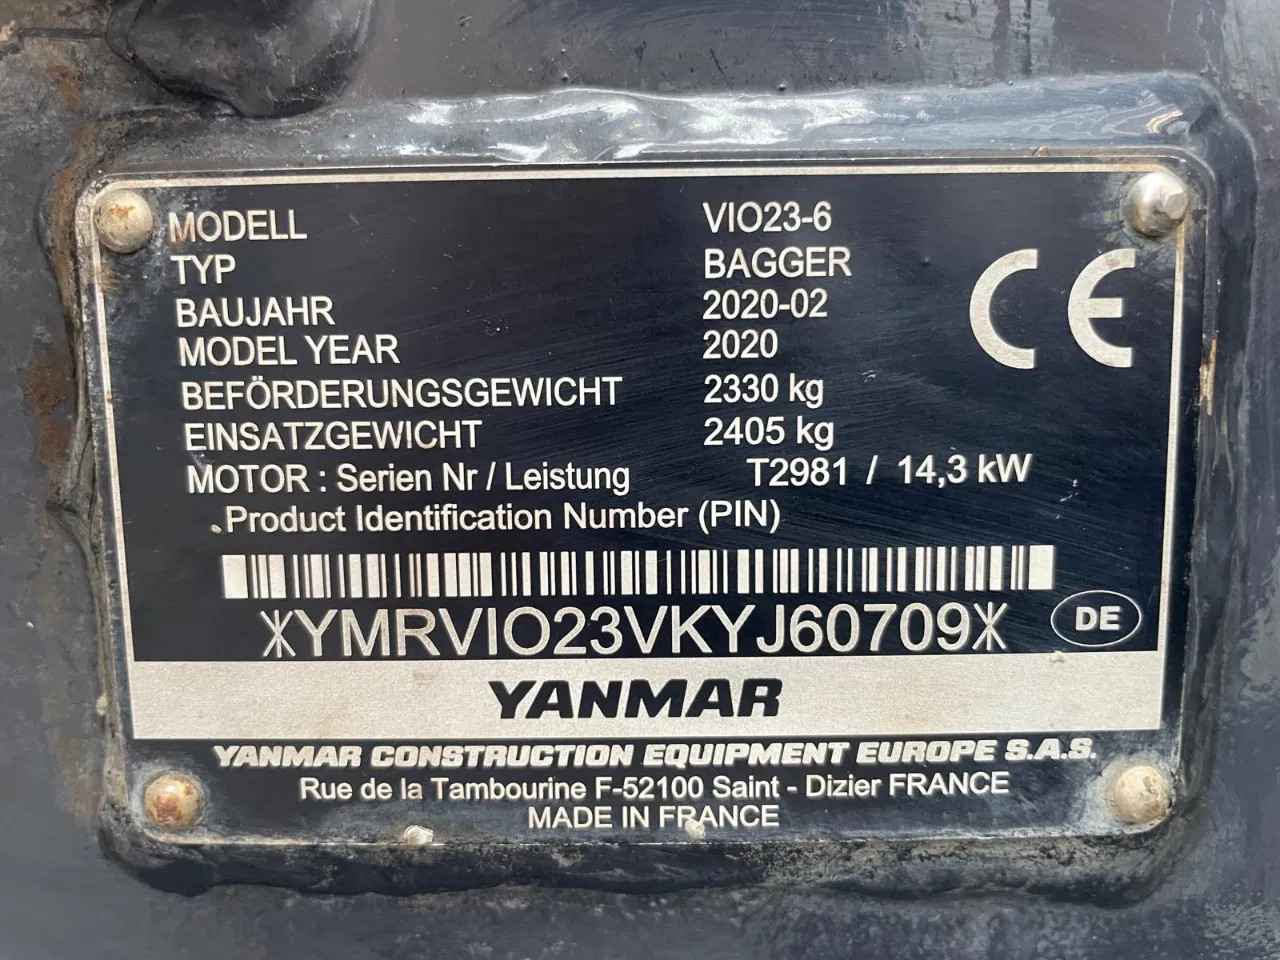 MODELL VIO23-6
TYP BAGGER
BAUJAHR 2020-02
MODEL YEAR 2020
BEFÖRDERUNGSGEWICHT 2330 kg
EINSATZGEWICHT 2405 kg
MOTOR : Serien Nr / Leistung T2981 / 14,3 kW
Product Identification Number (PIN)
CE
*YMRVIO23VKYJ60709*
DE
YANMAR
YANMAR CONSTRUCTION EQUIPMENT EUROPE S.A.S.
Rue de la Tambourine F-52100 Saint - Dizier FRANCE
MADE IN FRANCE